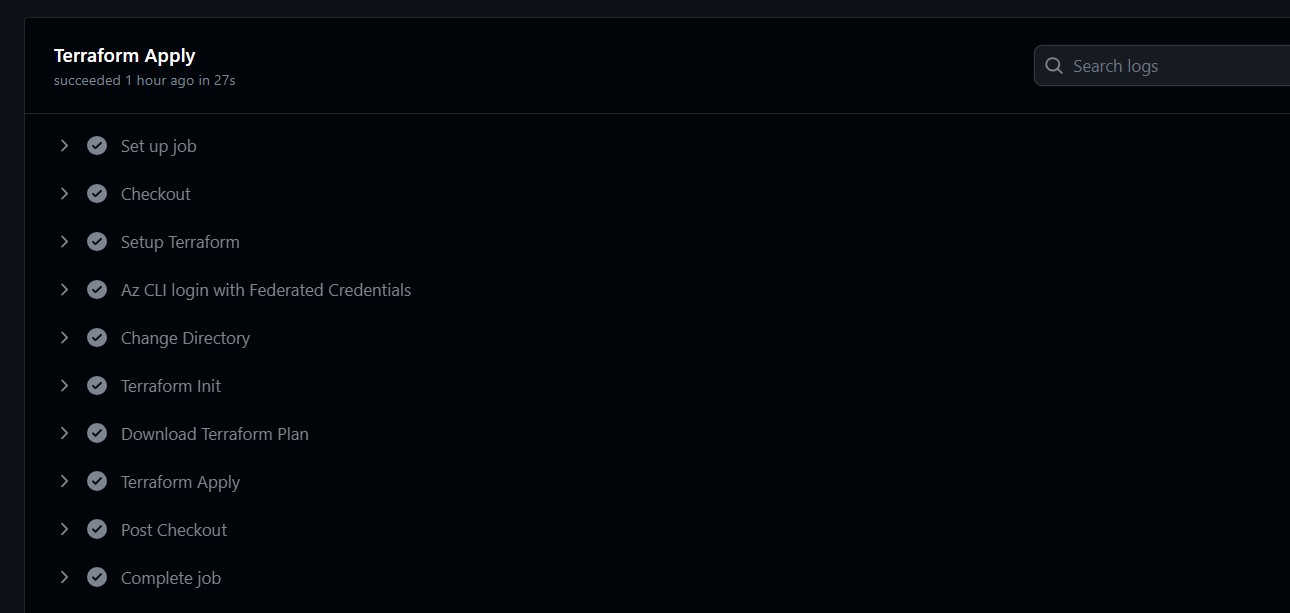 Terraform Apply
succeeded 1 hour ago in 27s
Search logs
Set up job
Checkout
Setup Terraform
Az CLI login with Federated Credentials
Change Directory
Terraform Init
Download Terraform Plan
Terraform Apply
Post Checkout
Complete job